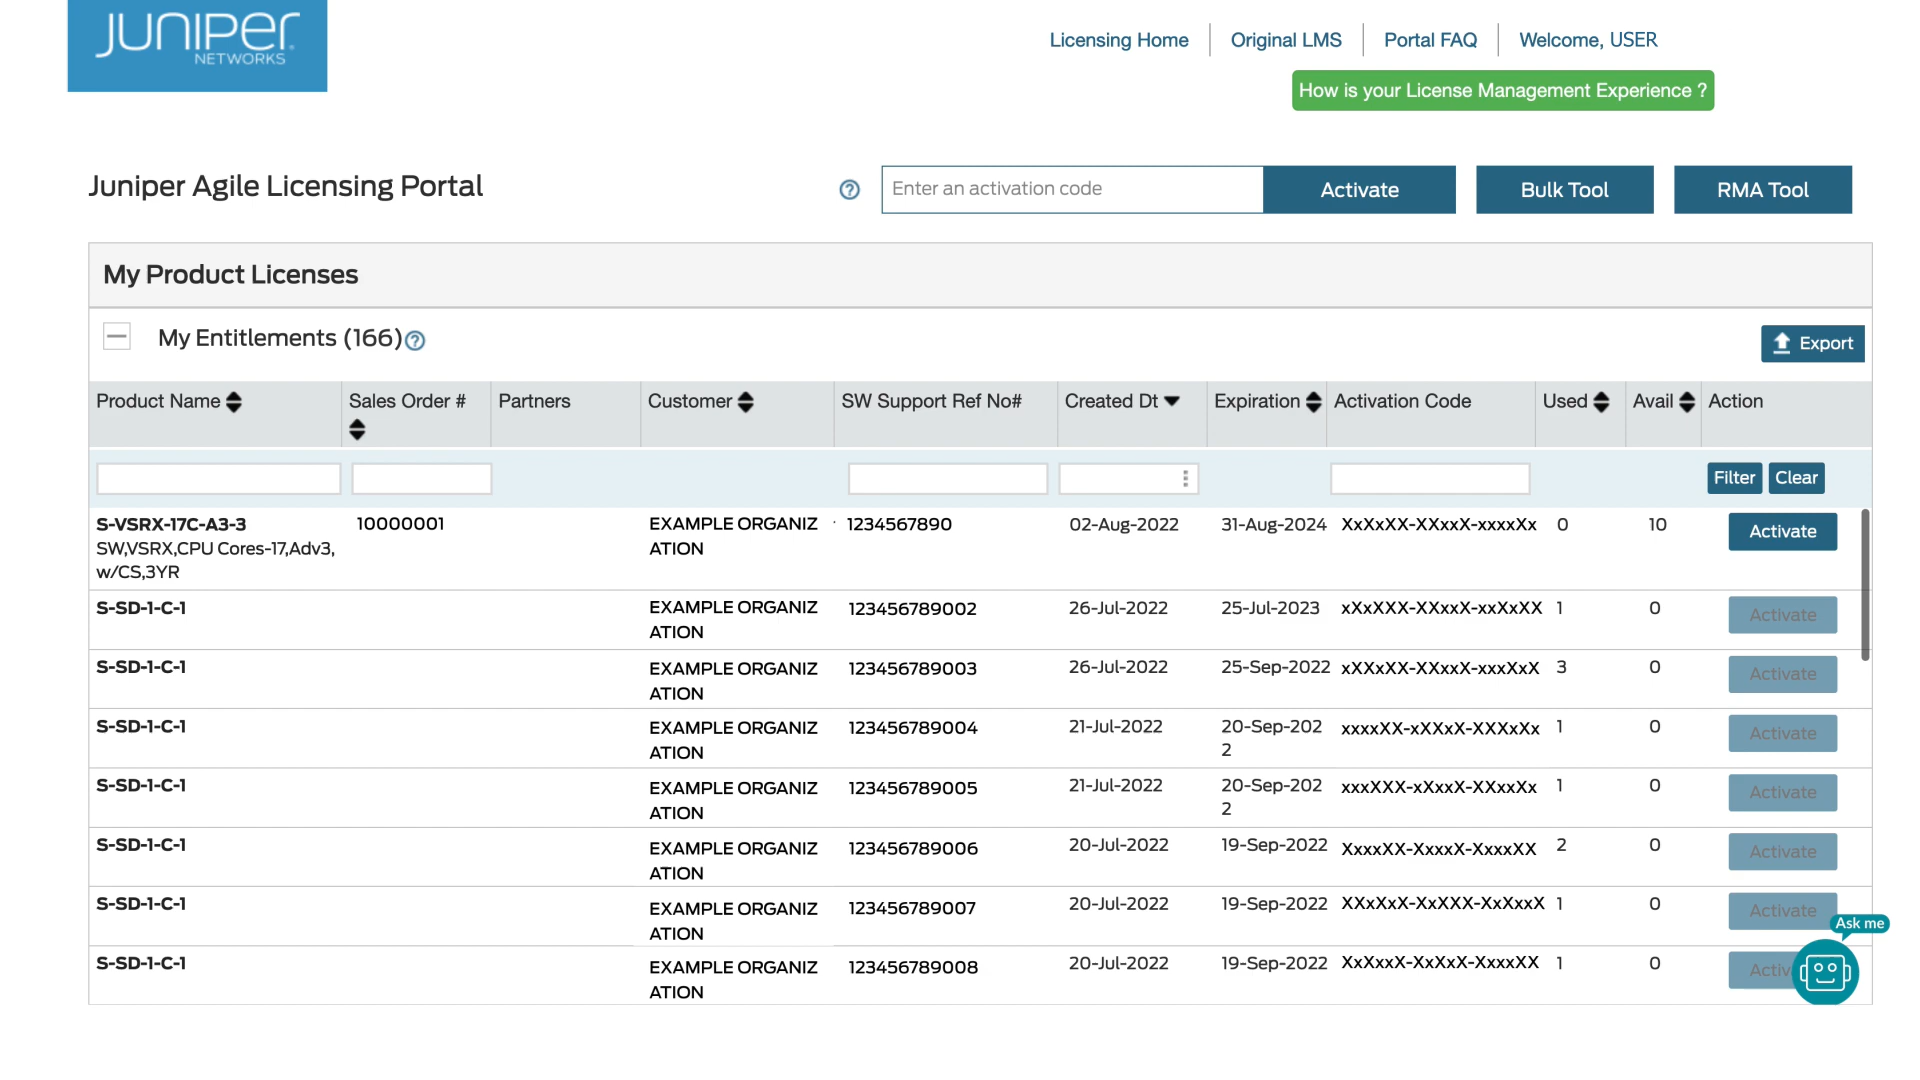 JUNIPER
NETWORKS
Licensing Home
Original LMS
Portal FAQ
Welcome, USER
How is your License Management Experience ?
Juniper Agile Licensing Portal
Enter an activation code
Activate
Bulk Tool
RMA Tool
My Product Licenses
My Entitlements (166)
Export
Product Name Sales Order # Partners Customer SW Support Ref No# Created Dt Expiration Activation Code Used Avail Action
Filter Clear
S-VSRX-17C-A3-3 10000001 EXAMPLE ORGANIZ 1234567890 02-Aug-2022 31-Aug-2024 XxXxXX-XXxxX-xxxxXx 0 10 Activate
SW,VSRX,CPU Cores-17,Adv3, ATION
w/CS,3YR
S-SD-1-C-1 EXAMPLE ORGANIZ 123456789002 26-Jul-2022 25-Jul-2023 xXxXXX-XXxxX-xxXxXX 1 0 Activate
ATION
S-SD-1-C-1 EXAMPLE ORGANIZ 123456789003 26-Jul-2022 25-Sep-2022 xXXxXX-XXxxX-xxxXxX 3 0 Activate
ATION
S-SD-1-C-1 EXAMPLE ORGANIZ 123456789004 21-Jul-2022 20-Sep-202 xxxxXX-xXXxX-XXXxXx 1 0 Activate
ATION 2
S-SD-1-C-1 EXAMPLE ORGANIZ 123456789005 21-Jul-2022 20-Sep-202 xxxXXX-xXxxX-XXxxXx 1 0 Activate
ATION 2
S-SD-1-C-1 EXAMPLE ORGANIZ 123456789006 20-Jul-2022 19-Sep-2022 XxxxXX-XxxxX-XxxxXX 2 0 Activate
ATION
S-SD-1-C-1 EXAMPLE ORGANIZ 123456789007 20-Jul-2022 19-Sep-2022 XXxXxX-XxXXX-XxXxxX 1 0 Activate
ATION
Ask me
S-SD-1-C-1 EXAMPLE ORGANIZ 123456789008 20-Jul-2022 19-Sep-2022 XxXxxX-XxXxX-XxxxXX 1 0 Activ
ATION